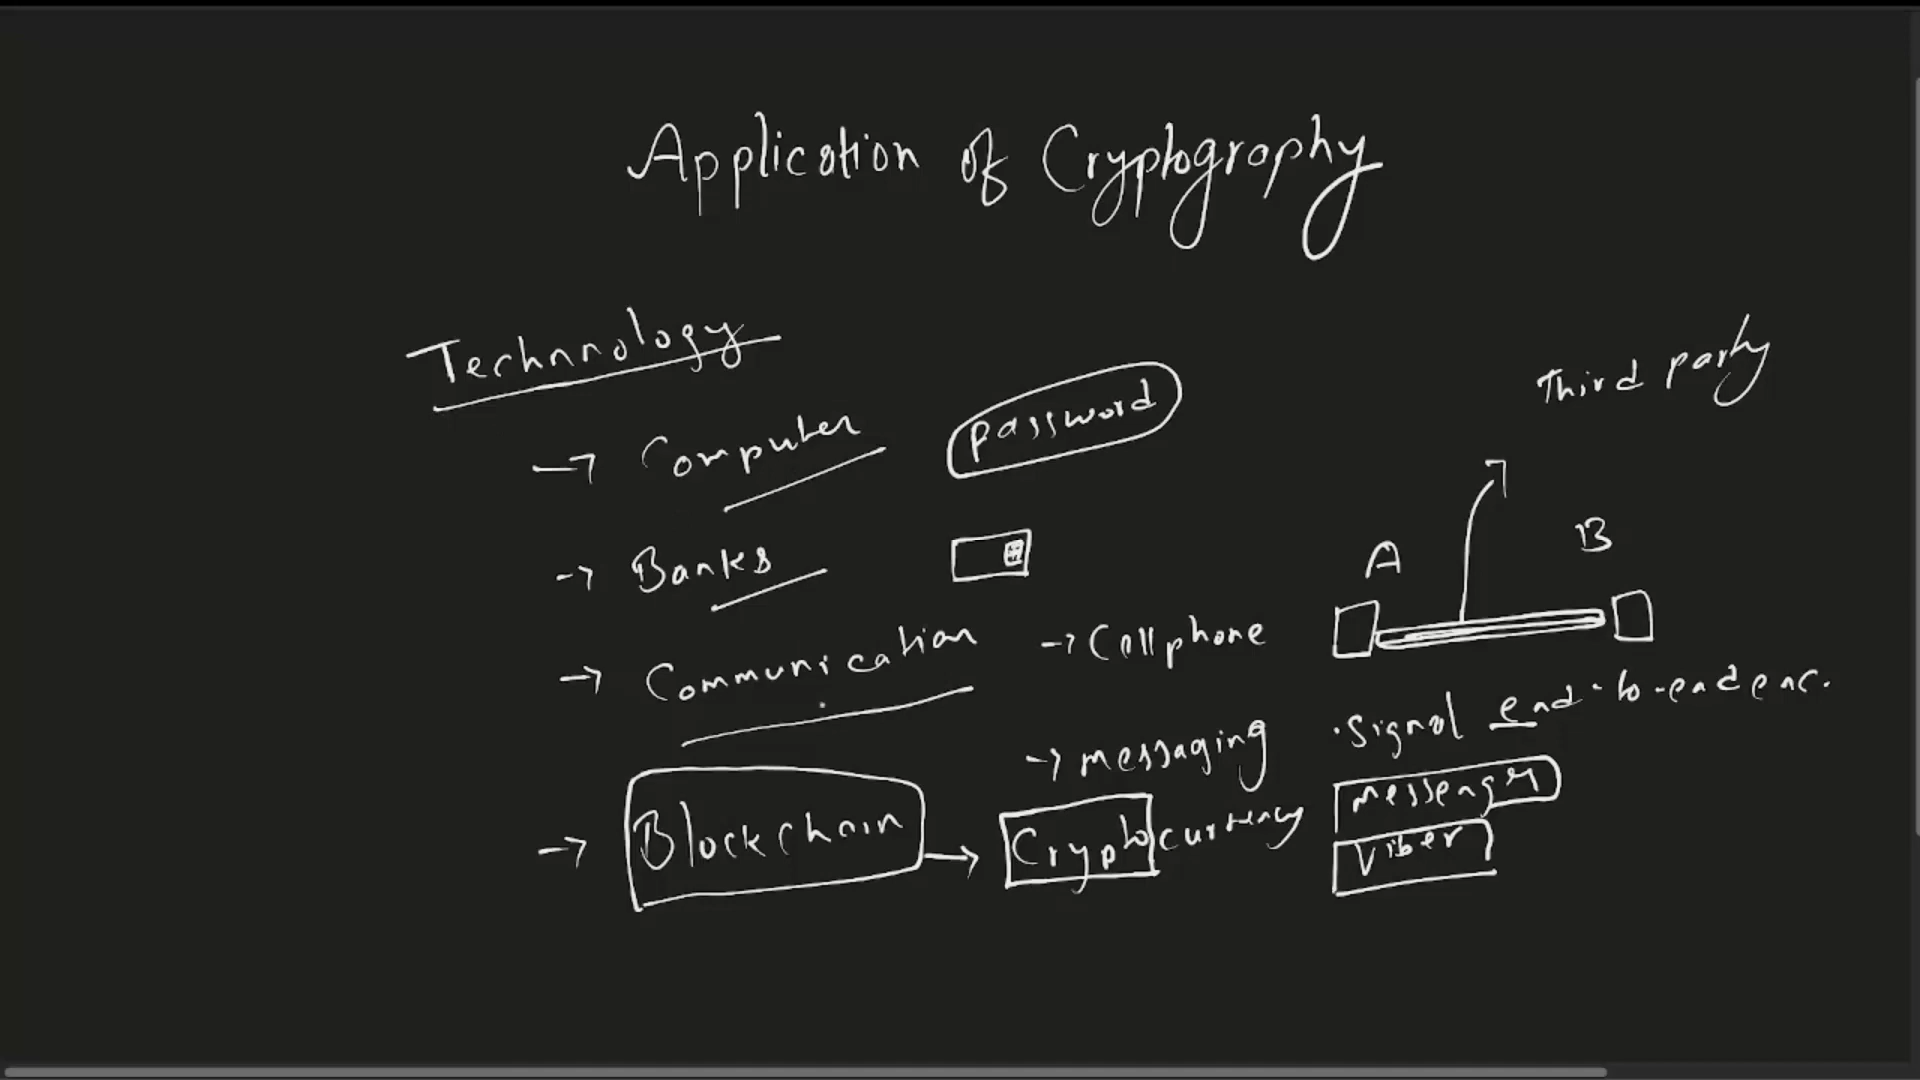 Application of Cryptography
Technnology
Third party
→ Computer password
A B
→ Banks
→ Communication → Cellphone
· Signal end-to-end enc.
→ messaging
messenger
→ Blockchain → Cryptocurrency
Viber